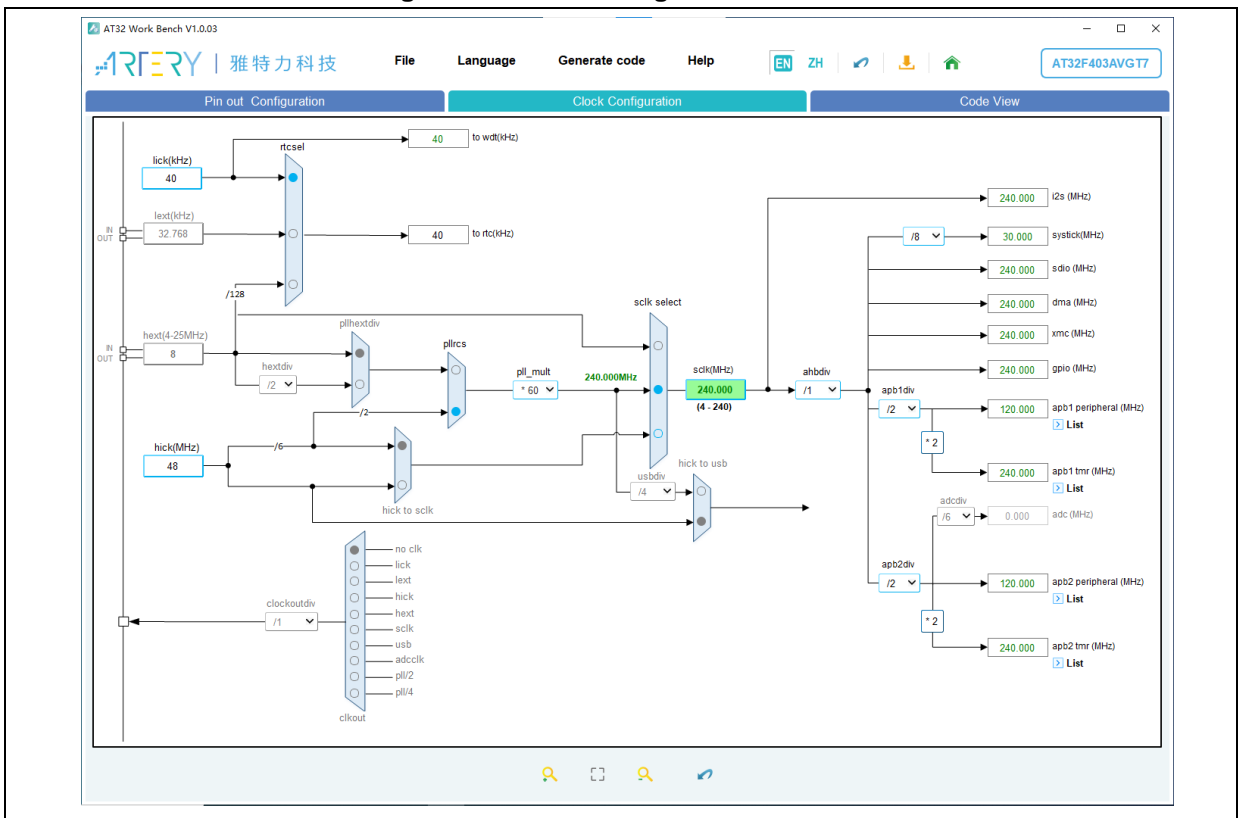 AT32 Work Bench V1.0.03
ARTERY 雅特力科技 File Language Generate code Help EN ZH AT32F403AVGT7
Pin out Configuration Clock Configuration Code View
40 to wdt(kHz)
rtcsel
lick(kHz)
40
lext(kHz)
IN
OUT
32.768
40 to rtc(kHz)
/128
hext(4-25MHz)
IN
OUT
8
pllhextdiv
hextdiv
/2
pllrcs
/2
pll_mult
* 60
240.000MHz
sclk select
sclk(MHz)
240.000
(4 - 240)
ahbdiv
/1
hick(MHz)
48
/6
hick to sclk
usbdiv
/4
hick to usb
240.000 i2s (MHz)
/8 30.000 systick(MHz)
240.000 sdio (MHz)
240.000 dma (MHz)
240.000 xmc (MHz)
240.000 gpio (MHz)
apb1div
/2 120.000 apb1 peripheral (MHz)
List
* 2
240.000 apb1 tmr (MHz)
List
adcdiv
/6 0.000 adc (MHz)
apb2div
/2 120.000 apb2 peripheral (MHz)
List
* 2
240.000 apb2 tmr (MHz)
List
no clk
lick
lext
hick
hext
sclk
usb
adcclk
pll/2
pll/4
clockoutdiv
/1
clkout